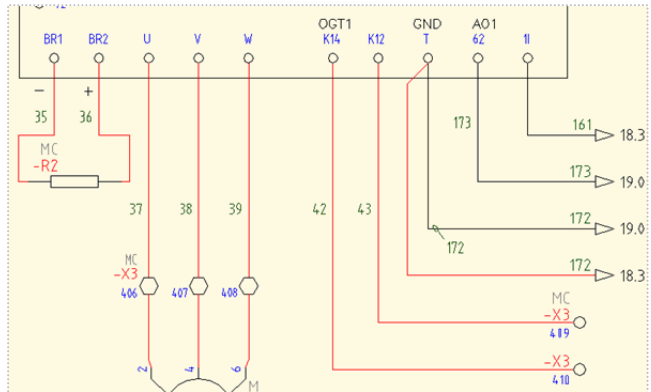 OGT1 GND AO1
BR1 BR2 U V W K14 K12 T 62 1I
− +
35 36
173
161 18.3
MC
-R2
173 19.0
37 38 39 42 43
172 19.0
172
MC
-X3
406 407 408
172 18.3
MC
-X3
409
-X3
410
2 4 6
M